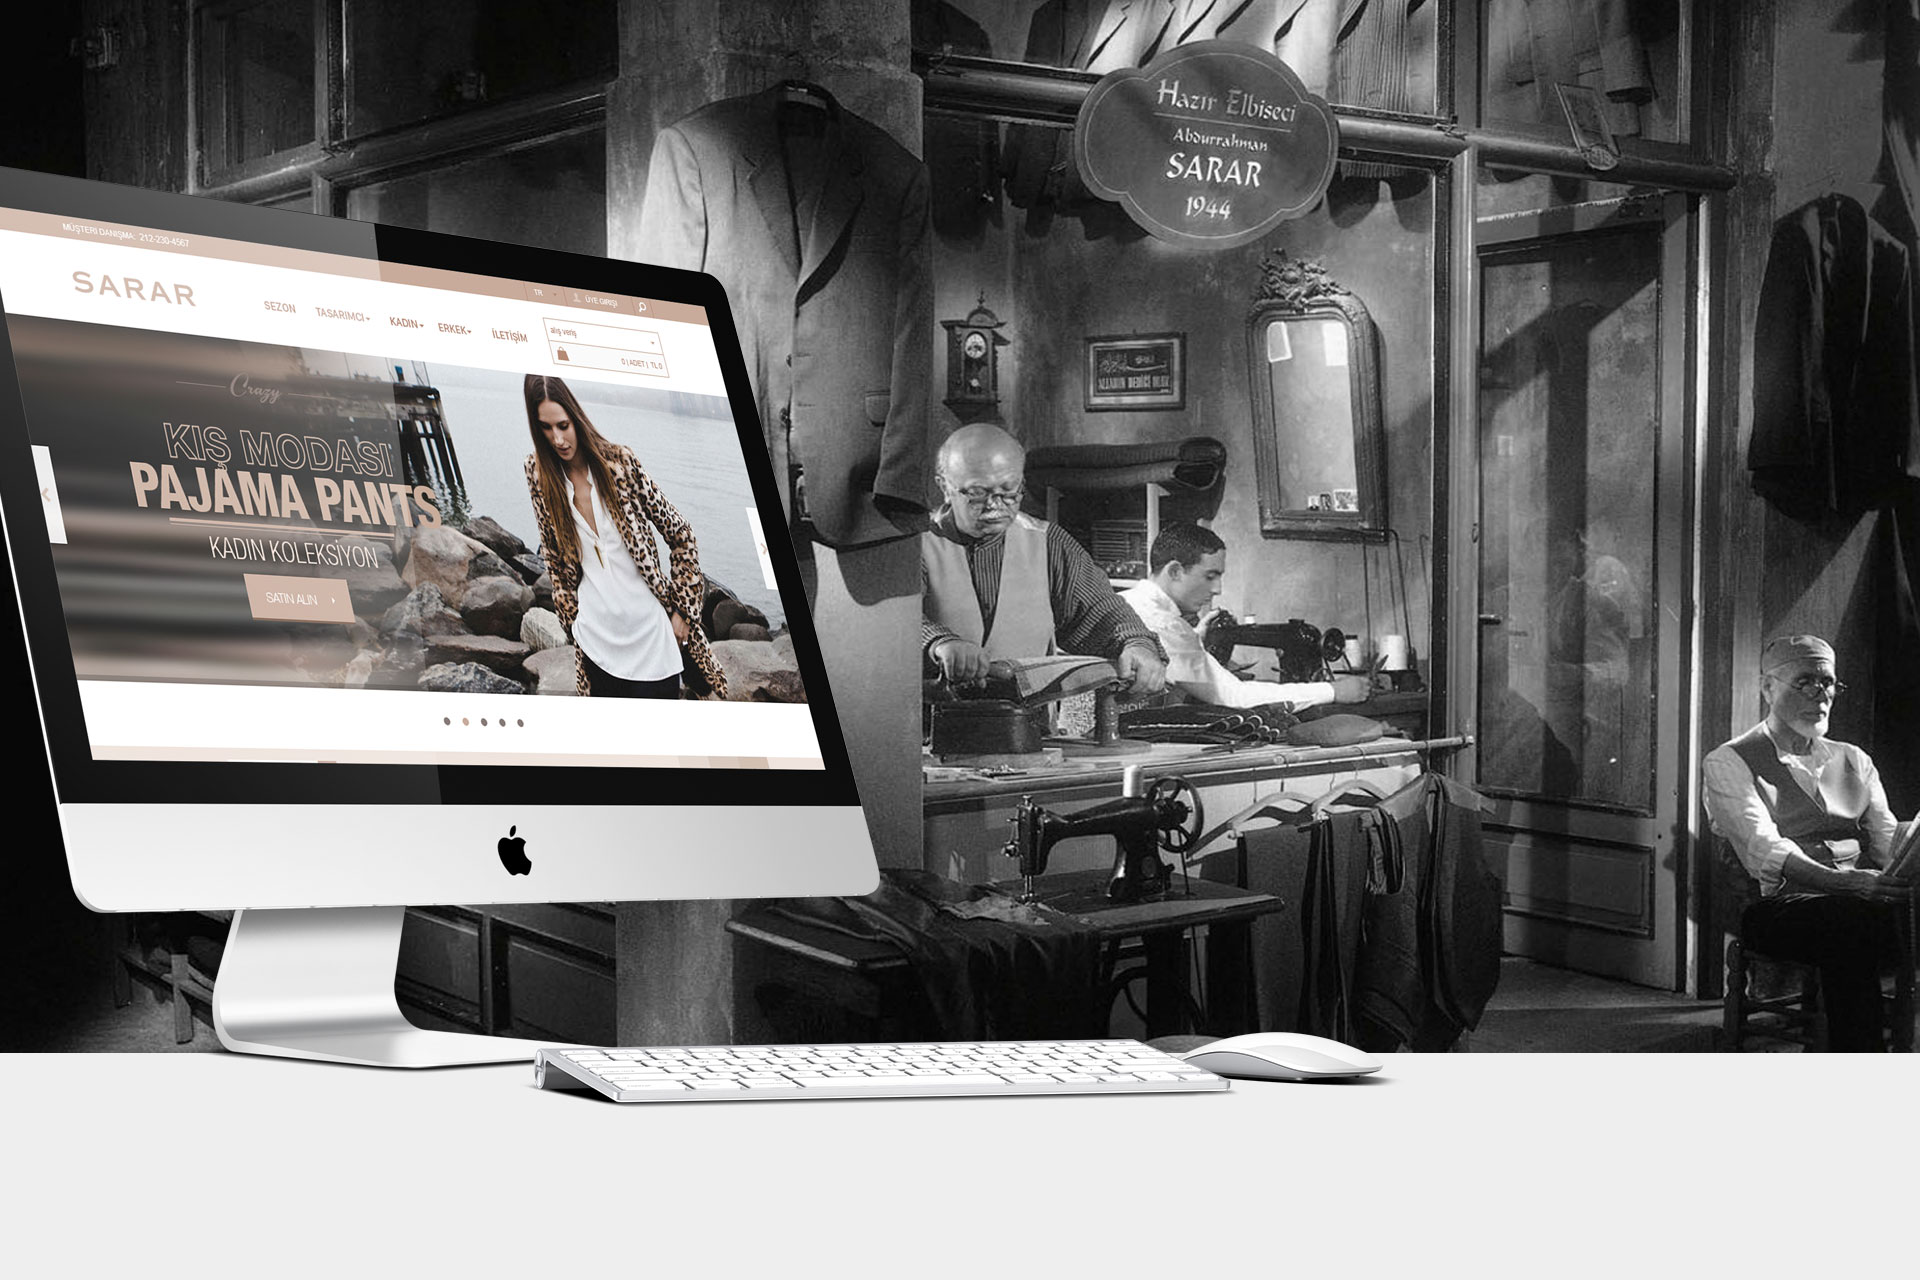 Hazır Elbiseci
Abdurrahman
SARAR
1944
MÜŞTERİ DANIŞMA: 212-230-4567
TR
ÜYE GİRİŞİ
SARAR
SEZON
TASARIMCI
KADIN
ERKEK
İLETİŞİM
alış veriş
0 | ADET | TL 0
Crazy
KIŞ MODASI
PAJAMA PANTS
KADIN KOLEKSİYON
SATIN ALIN